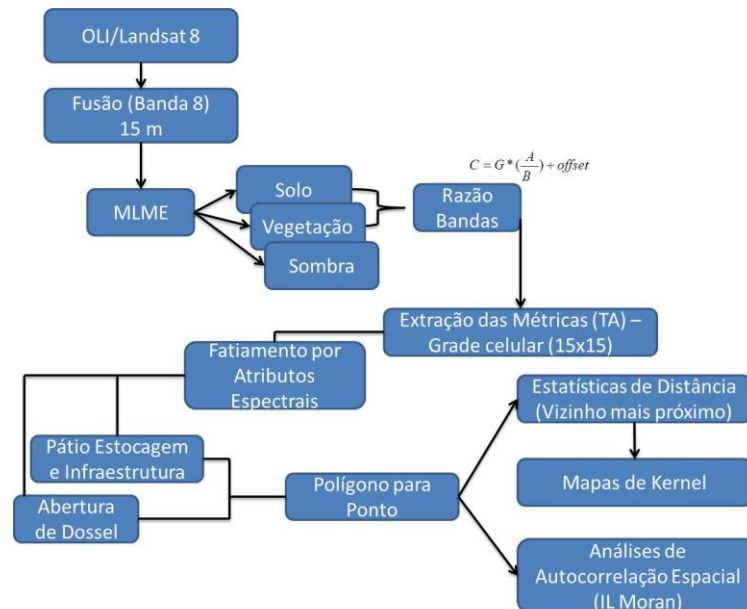 OLI/Landsat 8
Fusão (Banda 8)
15 m
MLME
Solo
Vegetação
Sombra
C = G * (A/B) + offset
Razão
Bandas
Extração das Métricas (TA) –
Grade celular (15x15)
Fatiamento por
Atributos
Espectrais
Pátio Estocagem
e Infraestrutura
Abertura
de Dossel
Polígono para
Ponto
Estatísticas de Distância
(Vizinho mais próximo)
Mapas de Kernel
Análises de
Autocorrelação Espacial
(IL Moran)